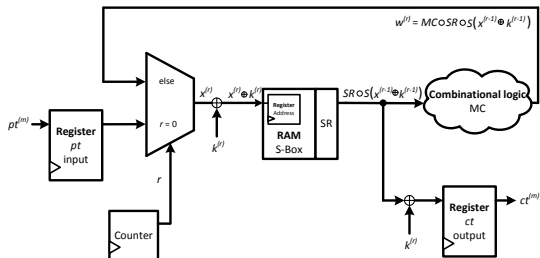 w(r) = MC∘SR∘S(x(r-1)⊕ k(r-1))
else
r = 0
x(r)
x(r)⊕ k(r)
k(r)
Register
Address
RAM
S-Box
SR
SR∘S(x(r-1)⊕k(r-1))
Combinational logic
MC
pt(m)
Register
pt
input
r
Counter
k(r)
Register
ct
output
ct(m)